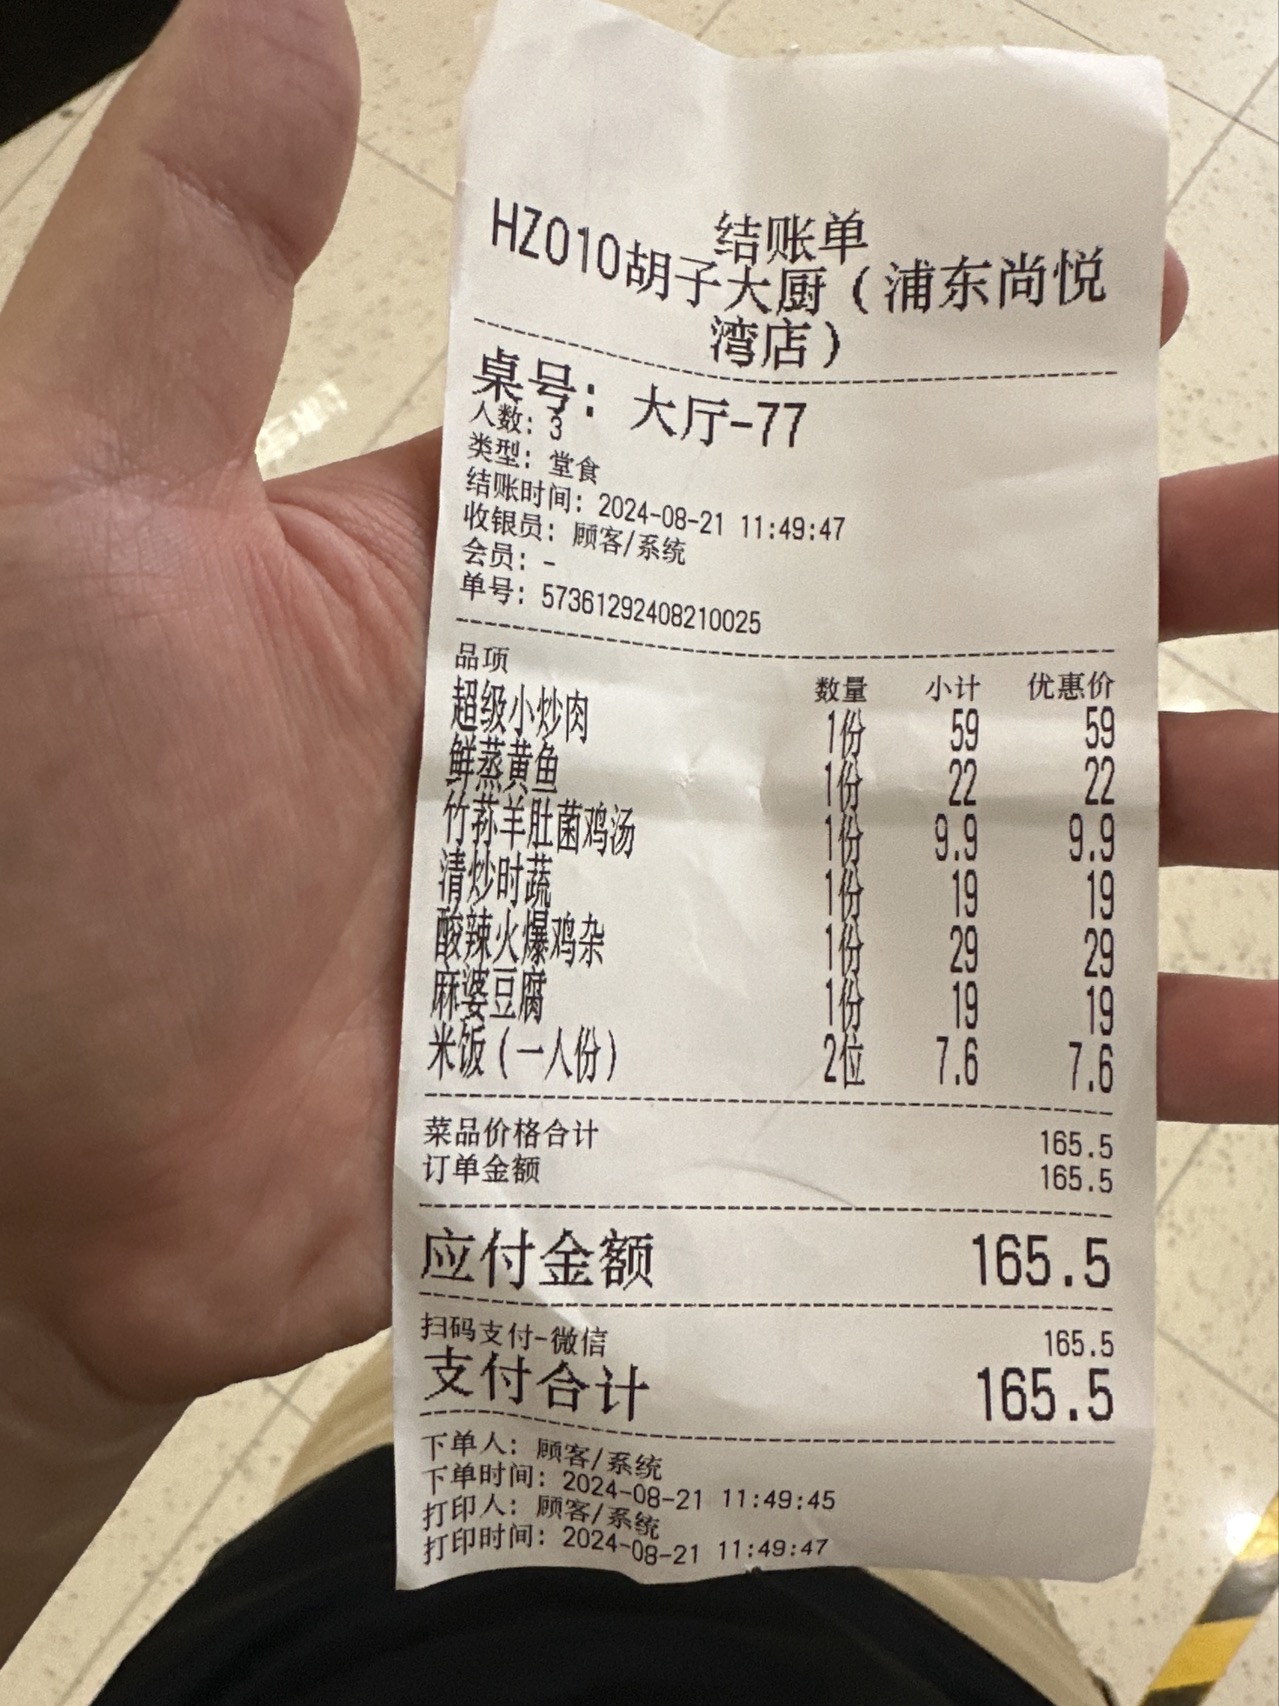 结账单
HZ010胡子大厨（浦东尚悦
湾店）
桌号：大厅-77
人数：3
类型：堂食
结账时间：2024-08-21 11:49:47
收银员：顾客/系统
会员：-
单号：57361292408210025
品项 数量 小计 优惠价
超级小炒肉 1份 59 59
鲜蒸黄鱼 1份 22 22
竹荪羊肚菌鸡汤 1份 9.9 9.9
清炒时蔬 1份 19 19
酸辣火爆鸡杂 1份 29 29
麻婆豆腐 1份 19 19
米饭（一人份） 2位 7.6 7.6
菜品价格合计 165.5
订单金额 165.5
应付金额 165.5
扫码支付-微信 165.5
支付合计 165.5
下单人：顾客/系统
下单时间：2024-08-21 11:49:45
打印人：顾客/系统
打印时间：2024-08-21 11:49:47